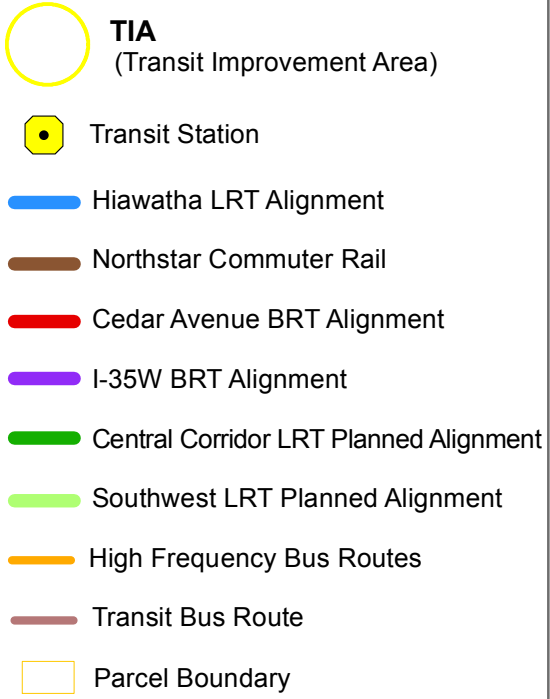 TIA
(Transit Improvement Area)
Transit Station
Hiawatha LRT Alignment
Northstar Commuter Rail
Cedar Avenue BRT Alignment
I-35W BRT Alignment
Central Corridor LRT Planned Alignment
Southwest LRT Planned Alignment
High Frequency Bus Routes
Transit Bus Route
Parcel Boundary